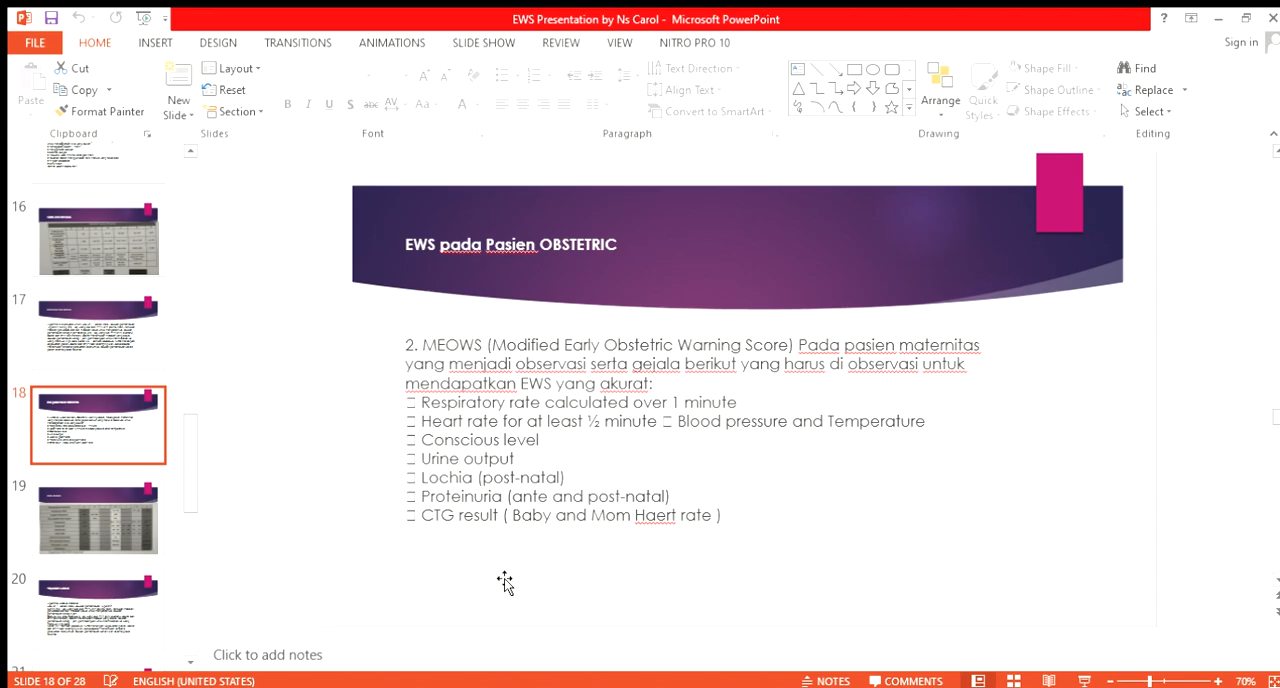 EWS Presentation by Ns Carol - Microsoft PowerPoint
FILE HOME INSERT DESIGN TRANSITIONS ANIMATIONS SLIDE SHOW REVIEW VIEW NITRO PRO 10 Sign in
Cut Layout Text Direction Shape Fill Find
Paste Copy New Slide Reset Align Text Arrange Quick Styles Shape Outline Replace
Format Painter Section Convert to SmartArt Shape Effects Select
Clipboard Slides Font Paragraph Drawing Editing
16
17
18
19
20
21
EWS pada Pasien OBSTETRIC
2. MEOWS (Modified Early Obstetric Warning Score) Pada pasien maternitas
yang menjadi observasi serta gejala berikut yang harus di observasi untuk
mendapatkan EWS yang akurat:
□ Respiratory rate calculated over 1 minute
□ Heart rate for at least ½ minute □ Blood pressure and Temperature
□ Conscious level
□ Urine output
□ Lochia (post-natal)
□ Proteinuria (ante and post-natal)
□ CTG result ( Baby and Mom Haert rate )
Click to add notes
SLIDE 18 OF 28 ENGLISH (UNITED STATES) NOTES COMMENTS 70%